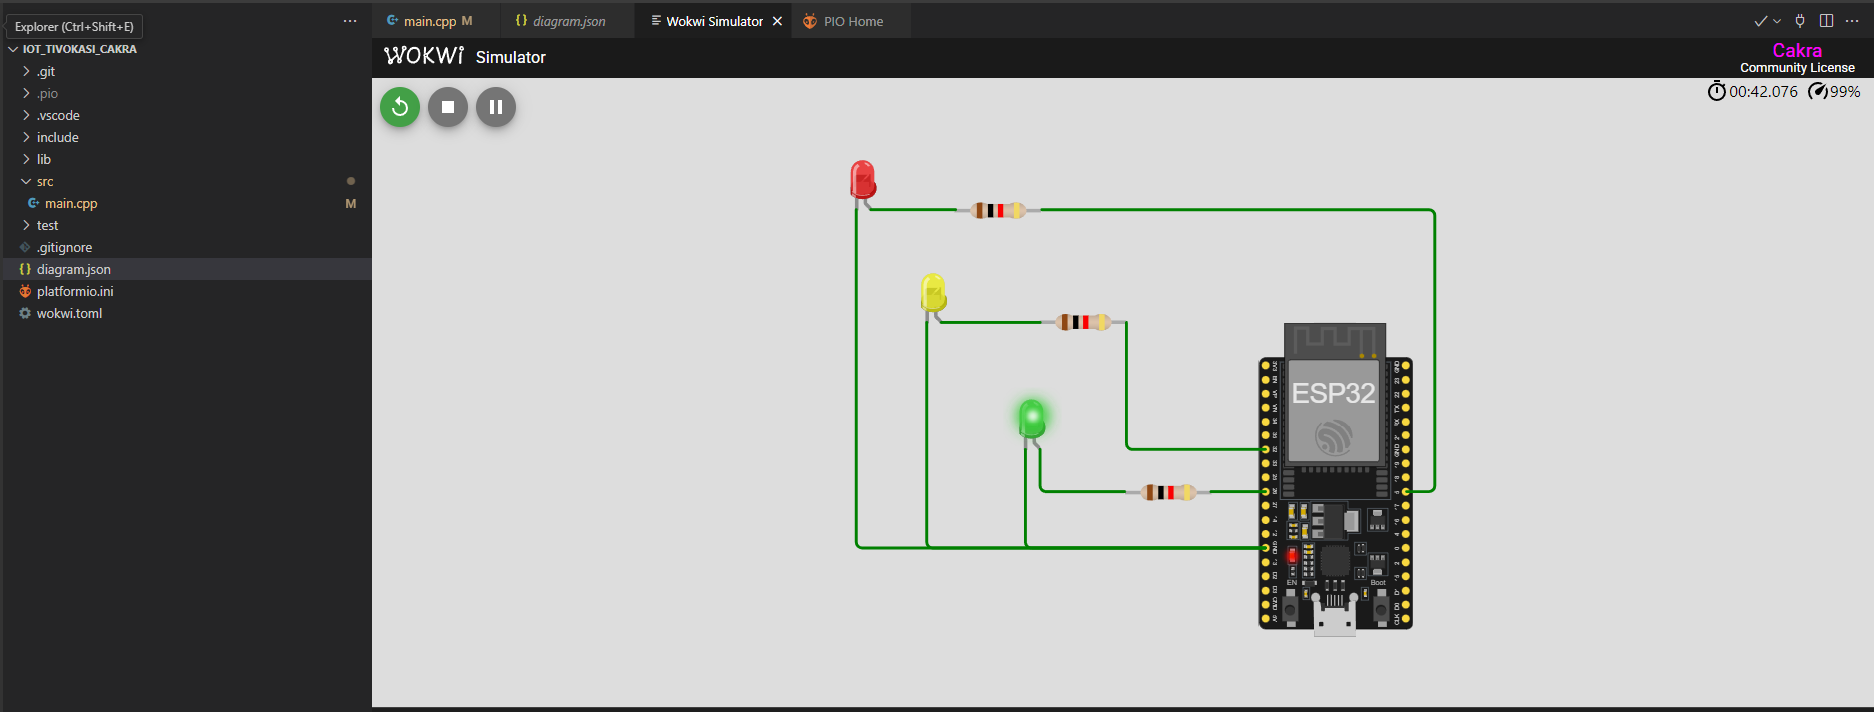 Explorer (Ctrl+Shift+E)
main.cpp M
diagram.json
Wokwi Simulator
PIO Home
IOT_TIVOKASI_CAKRA
.git
.pio
.vscode
include
lib
src
main.cpp M
test
.gitignore
diagram.json
platformio.ini
wokwi.toml
WOKWi Simulator
Cakra
Community License
00:42.076 99%
ESP32
EN
Boot